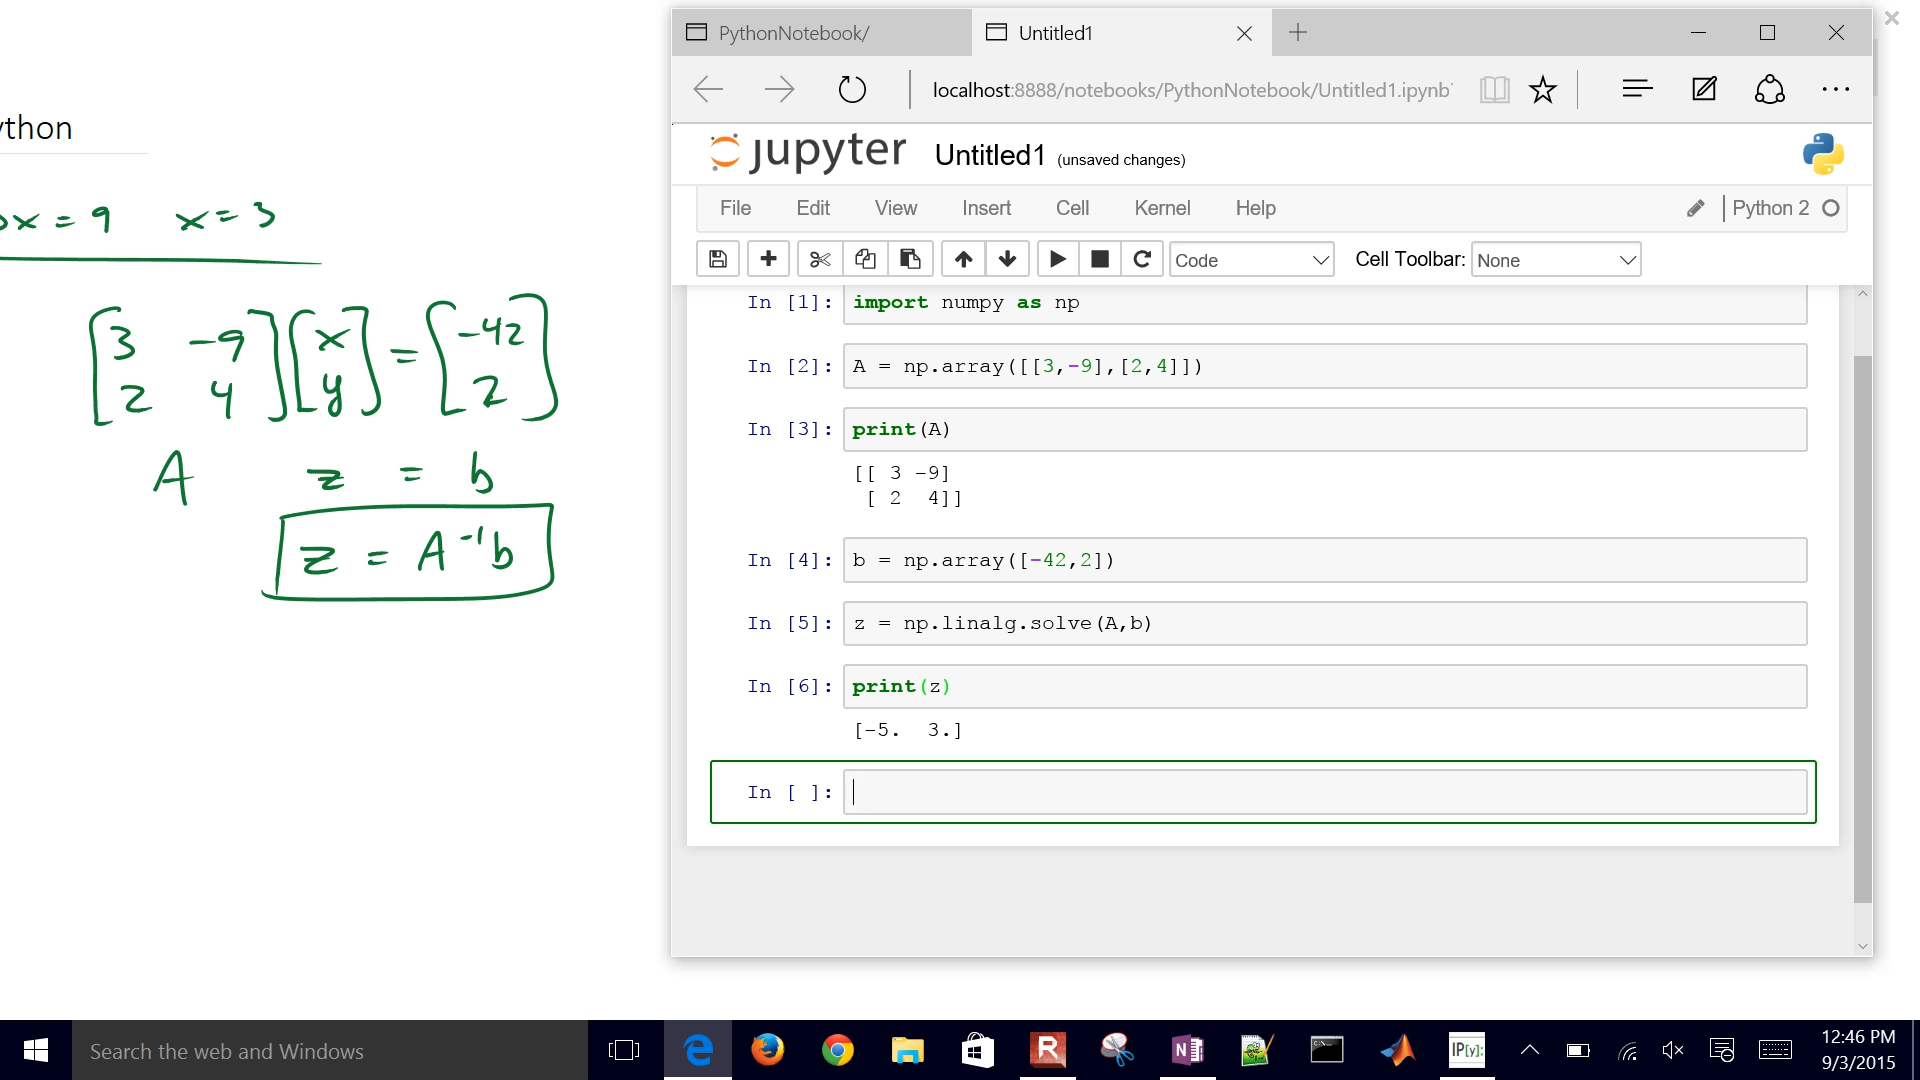 PythonNotebook/
Untitled1
localhost:8888/notebooks/PythonNotebook/Untitled1.ipynb
ython
x = 9 x = 3
jupyter Untitled1 (unsaved changes)
File Edit View Insert Cell Kernel Help Python 2
Code Cell Toolbar: None
[3 -9] [x] = [-42]
[2 4] [y] [2]
A z = b
z = A⁻¹b
In [1]: import numpy as np
In [2]: A = np.array([[3,-9],[2,4]])
In [3]: print(A)
[[ 3 -9]
[ 2 4]]
In [4]: b = np.array([-42,2])
In [5]: z = np.linalg.solve(A,b)
In [6]: print(z)
[-5. 3.]
In [ ]:
Search the web and Windows
IP[y]:
12:46 PM
9/3/2015